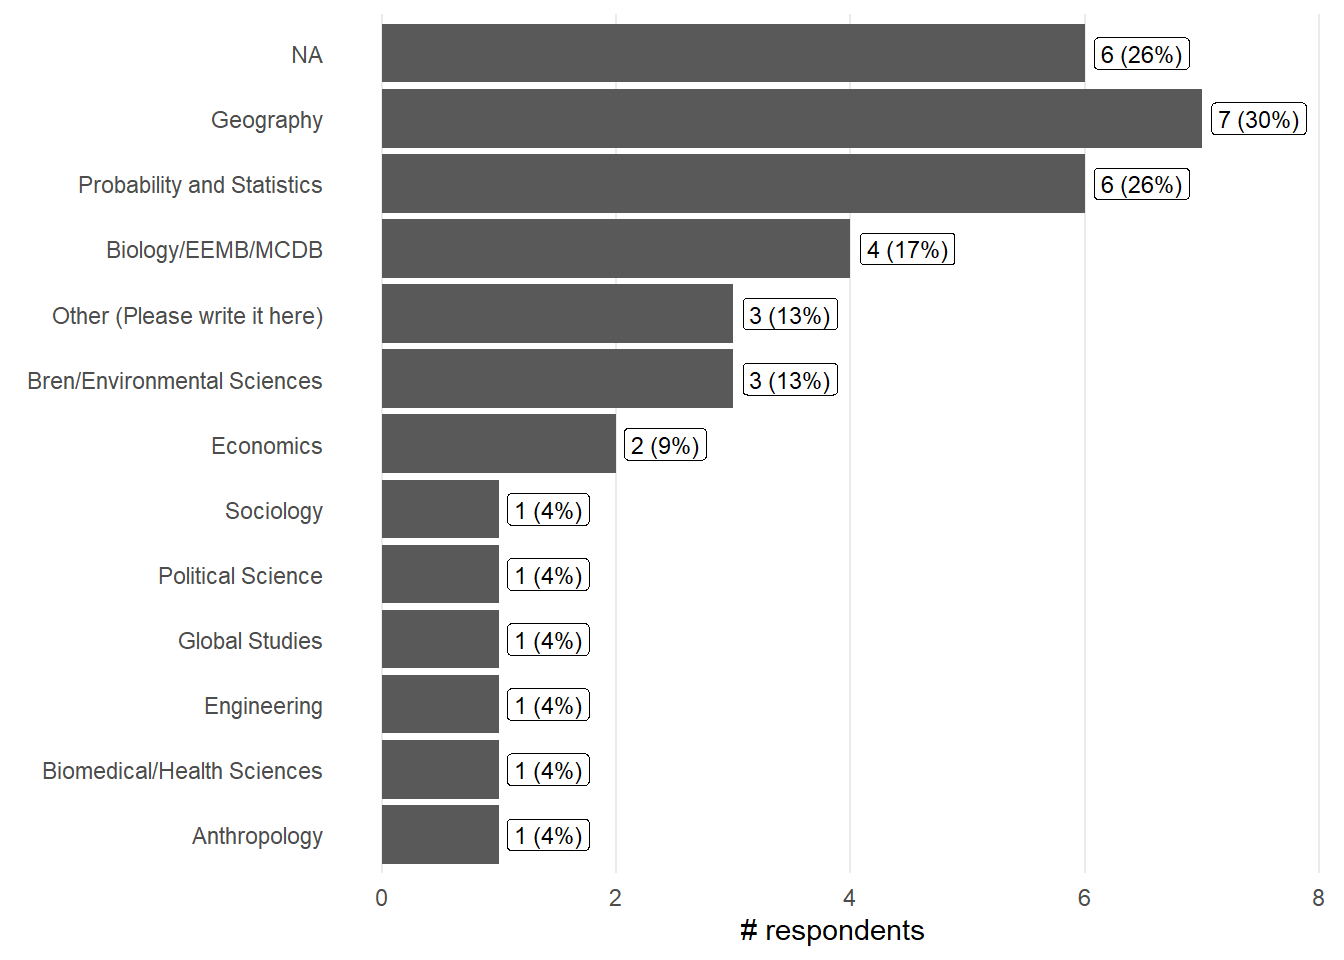 NA 6 (26%)
Geography 7 (30%)
Probability and Statistics 6 (26%)
Biology/EEMB/MCDB 4 (17%)
Other (Please write it here) 3 (13%)
Bren/Environmental Sciences 3 (13%)
Economics 2 (9%)
Sociology 1 (4%)
Political Science 1 (4%)
Global Studies 1 (4%)
Engineering 1 (4%)
Biomedical/Health Sciences 1 (4%)
Anthropology 1 (4%)
0 2 4 6 8
# respondents